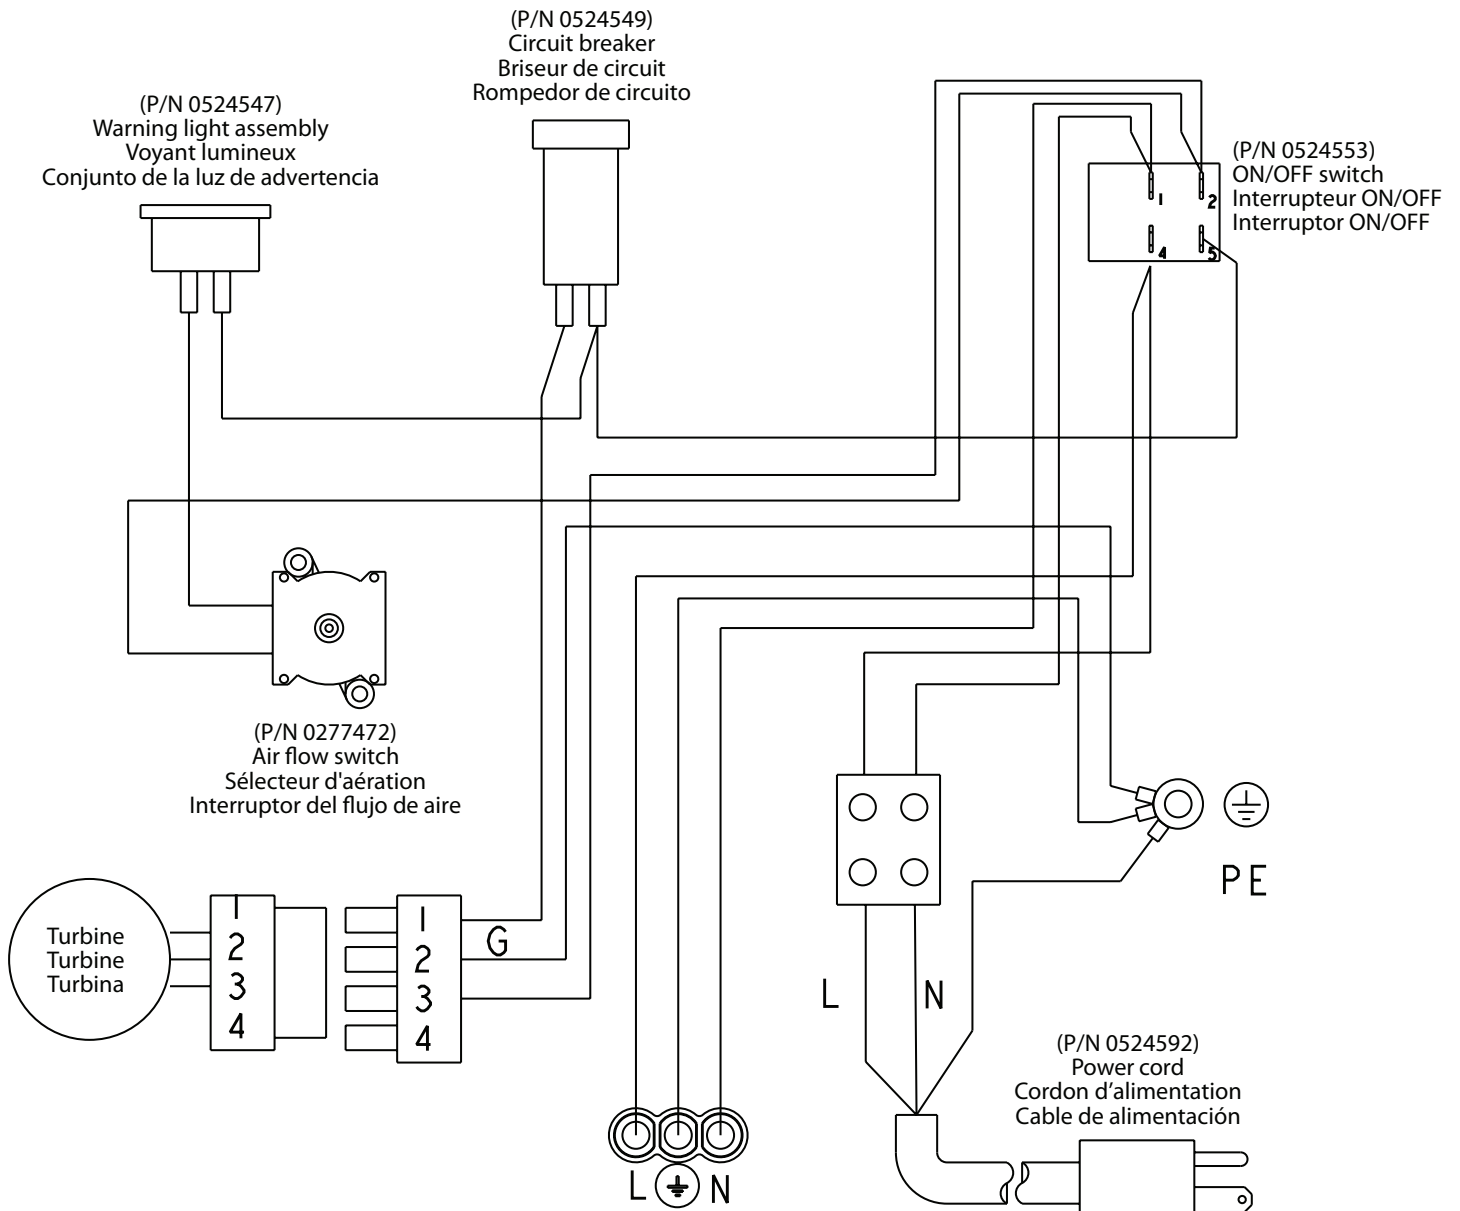 (P/N 0524549)
Circuit breaker
Briseur de circuit
Rompedor de circuito
(P/N 0524547)
Warning light assembly
Voyant lumineux
Conjunto de la luz de advertencia
(P/N 0524553)
ON/OFF switch
Interrupteur ON/OFF
Interruptor ON/OFF
1
2
4
5
(P/N 0277472)
Air flow switch
Sélecteur d'aération
Interruptor del flujo de aire
PE
Turbine
Turbine
Turbina
1
2
3
4
1
2
3
4
G
L
N
(P/N 0524592)
Power cord
Cordon d’alimentation
Cable de alimentación
L
N